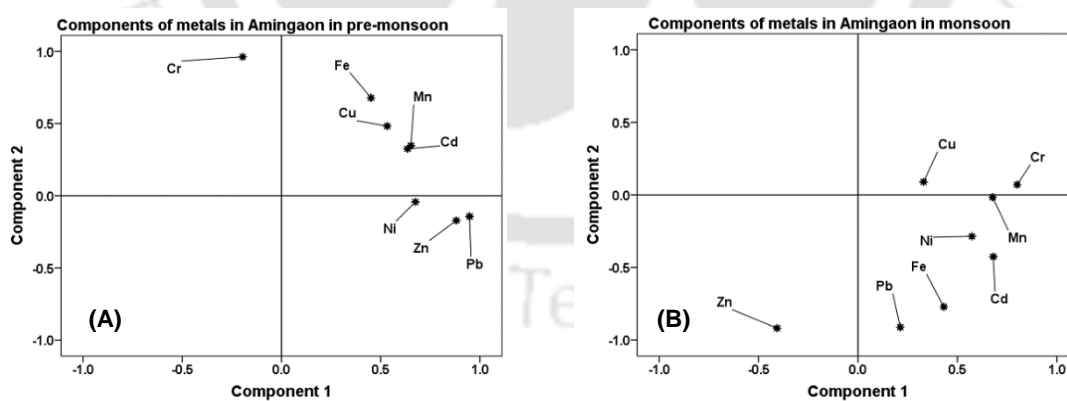 Components of metals in Amingaon in pre-monsoon
Component 2
1.0
0.5
0.0
-0.5
-1.0
Cr
Fe
Mn
Cu
Cd
Ni
Zn
Pb
(A)
-1.0
-0.5
0.0
0.5
1.0
Component 1
Components of metals in Amingaon in monsoon
Component 2
1.0
0.5
0.0
-0.5
-1.0
Cu
Cr
Ni
Mn
Fe
Pb
Cd
Zn
(B)
-1.0
-0.5
0.0
0.5
1.0
Component 1
Te